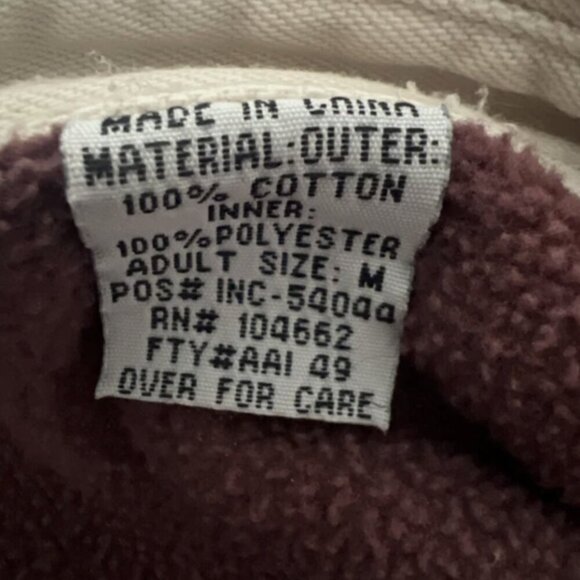 MADE IN CHINA
MATERIAL:OUTER:
100% COTTON
INNER:
100%POLYESTER
ADULT SIZE: M
POS# INC-54044
RN# 104662
FTY#AAI 49
OVER FOR CARE